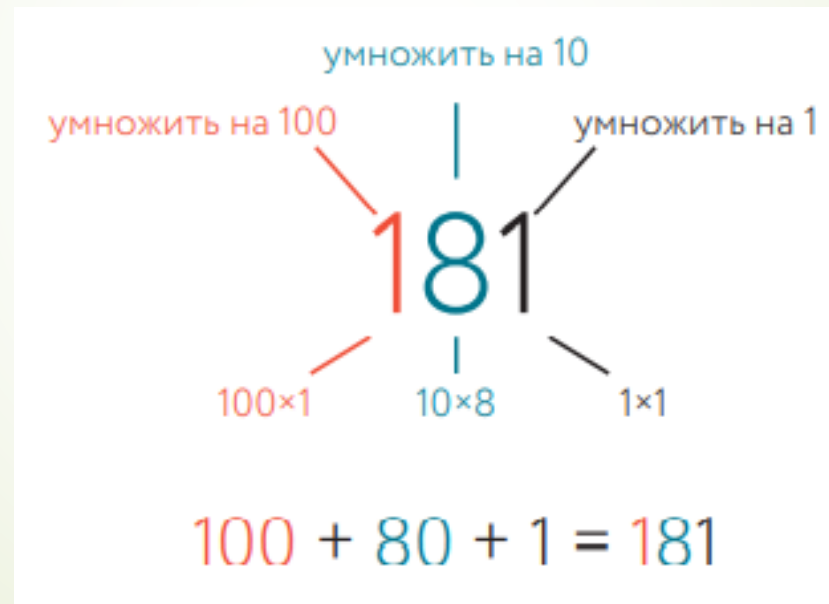 умножить на 10
умножить на 100
умножить на 1
181
100×1
10×8
1×1
100 + 80 + 1 = 181